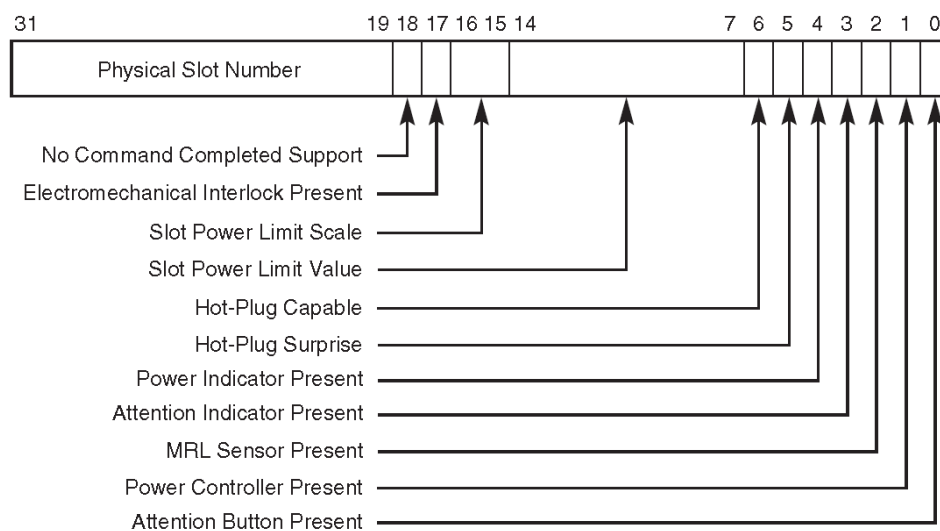 31 19 18 17 16 15 14 7 6 5 4 3 2 1 0
Physical Slot Number
No Command Completed Support
Electromechanical Interlock Present
Slot Power Limit Scale
Slot Power Limit Value
Hot-Plug Capable
Hot-Plug Surprise
Power Indicator Present
Attention Indicator Present
MRL Sensor Present
Power Controller Present
Attention Button Present